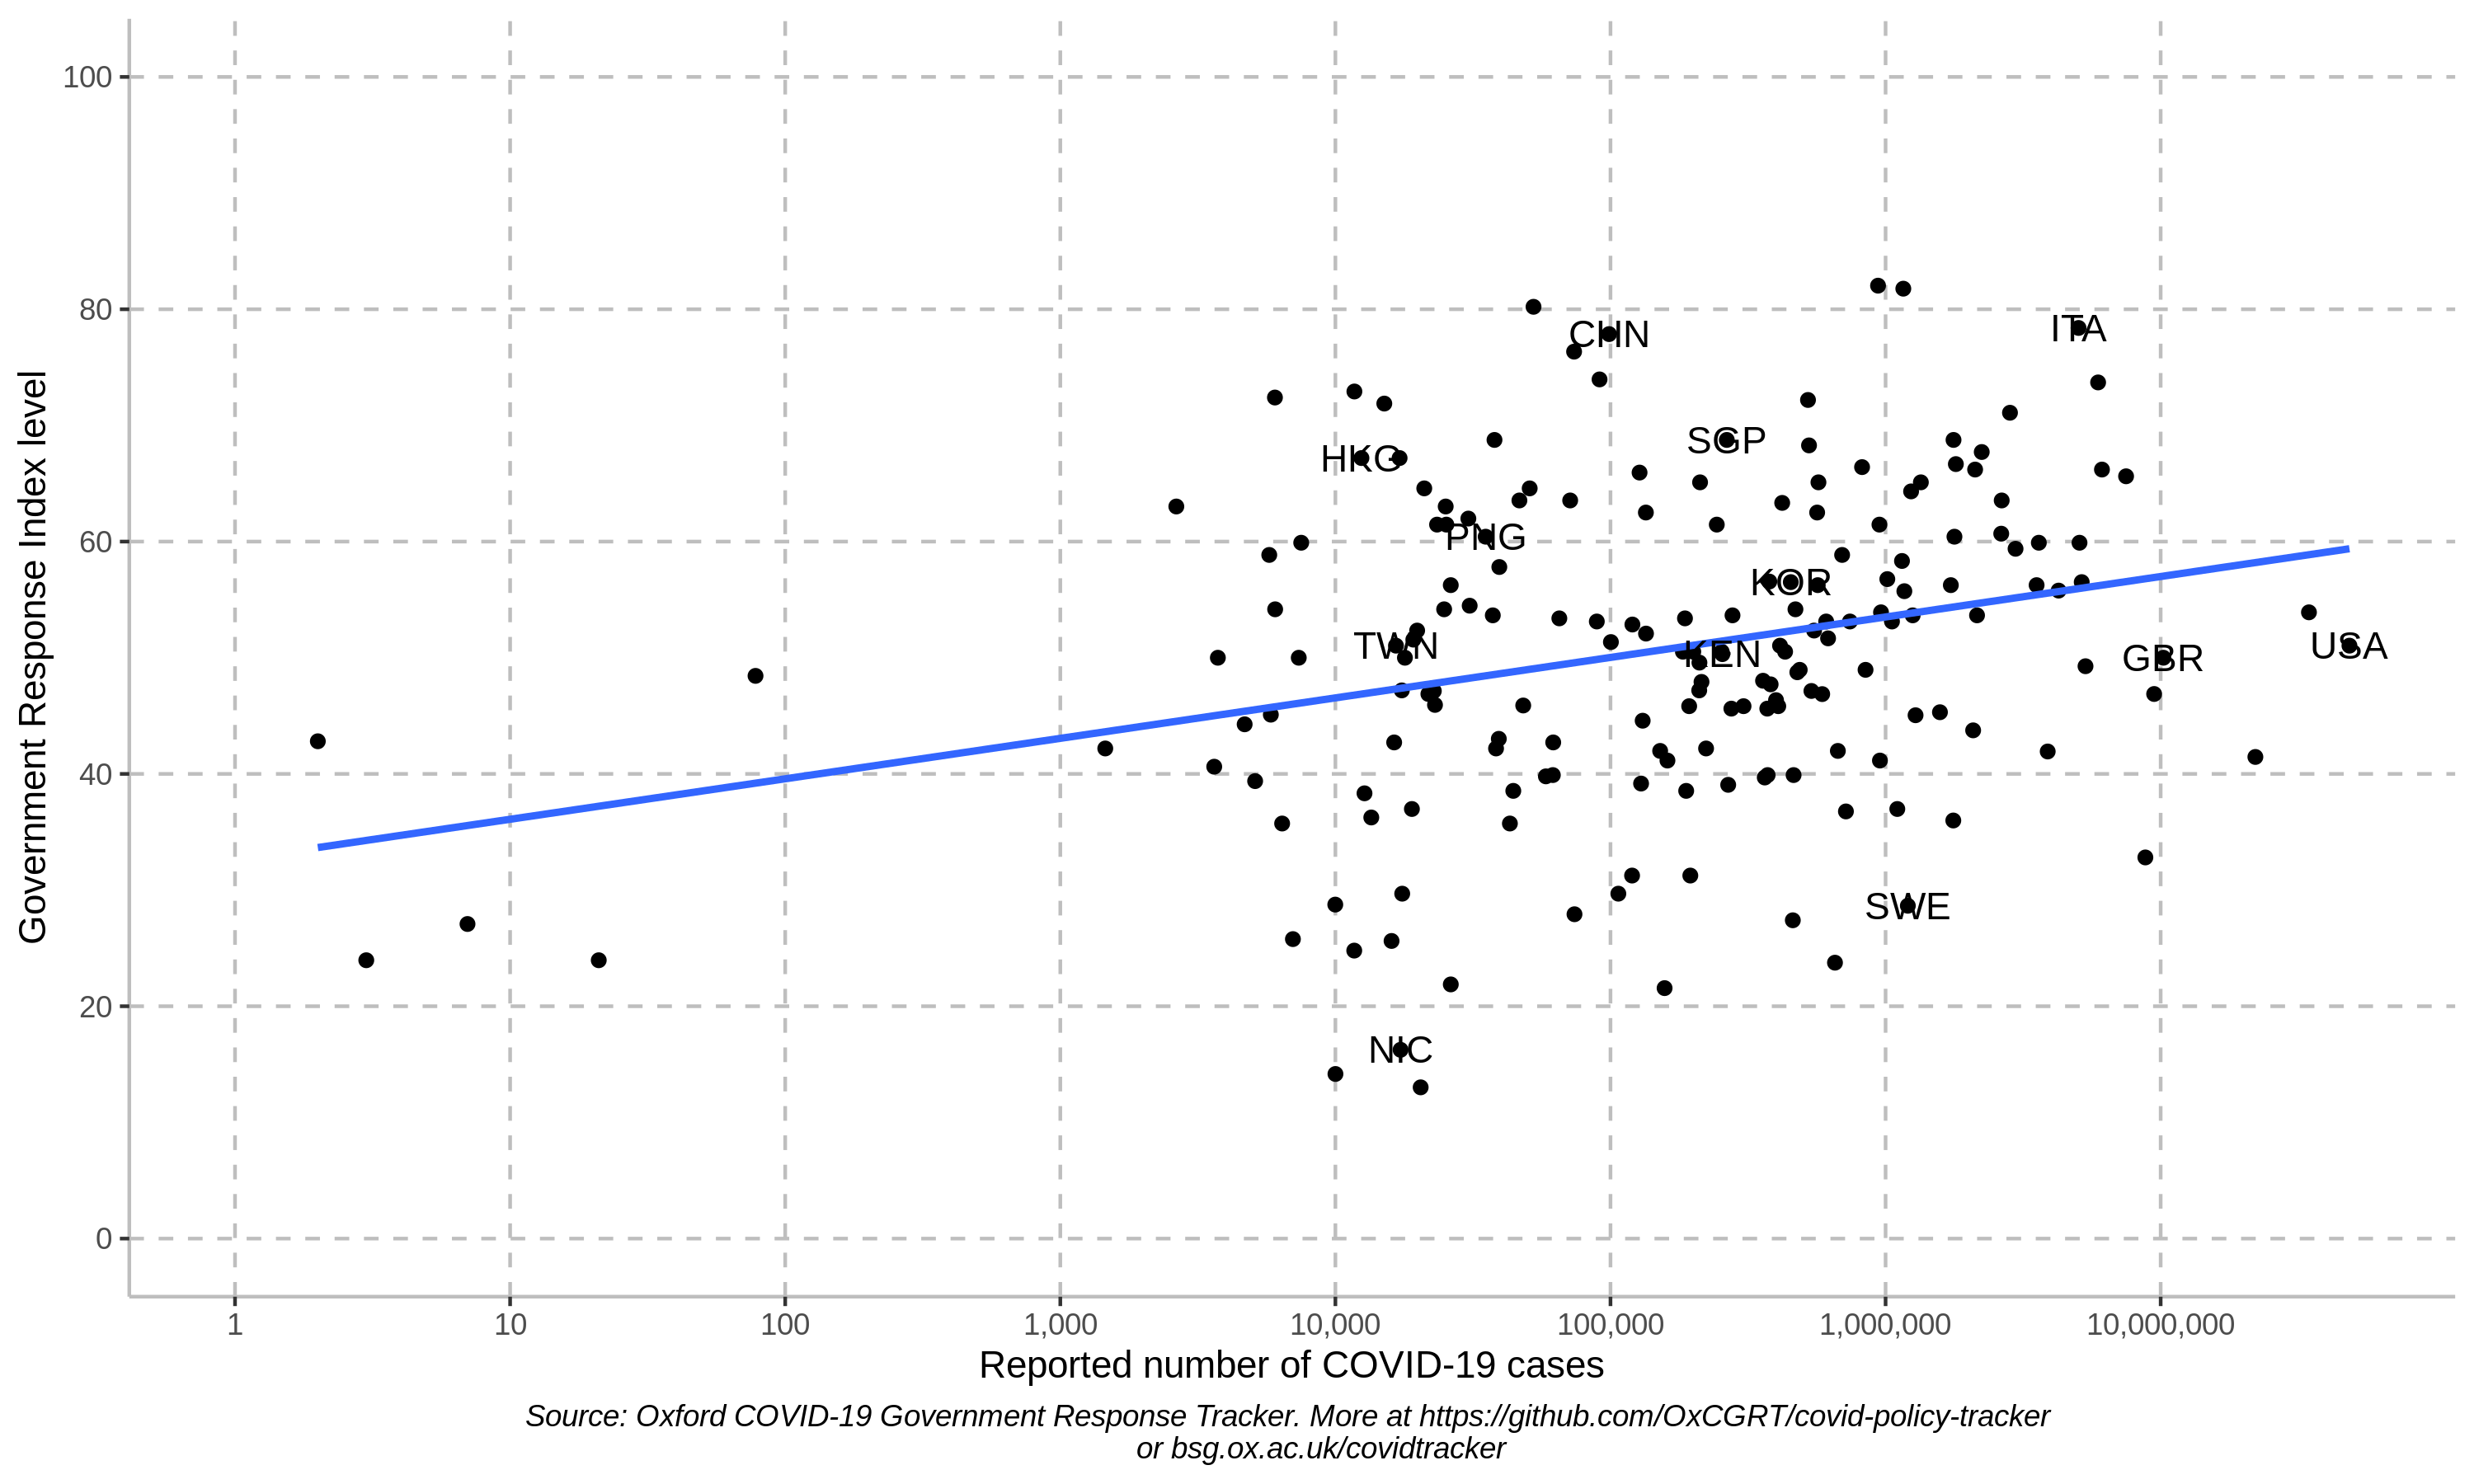 Government Response Index level
100
80
60
40
20
0
CHN
ITA
SGP
HKG
PNG
KOR
TWN
KEN
GBR
USA
SWE
NIC
1
10
100
1,000
10,000
100,000
1,000,000
10,000,000
Reported number of COVID-19 cases
Source: Oxford COVID-19 Government Response Tracker. More at https://github.com/OxCGRT/covid-policy-tracker
or bsg.ox.ac.uk/covidtracker